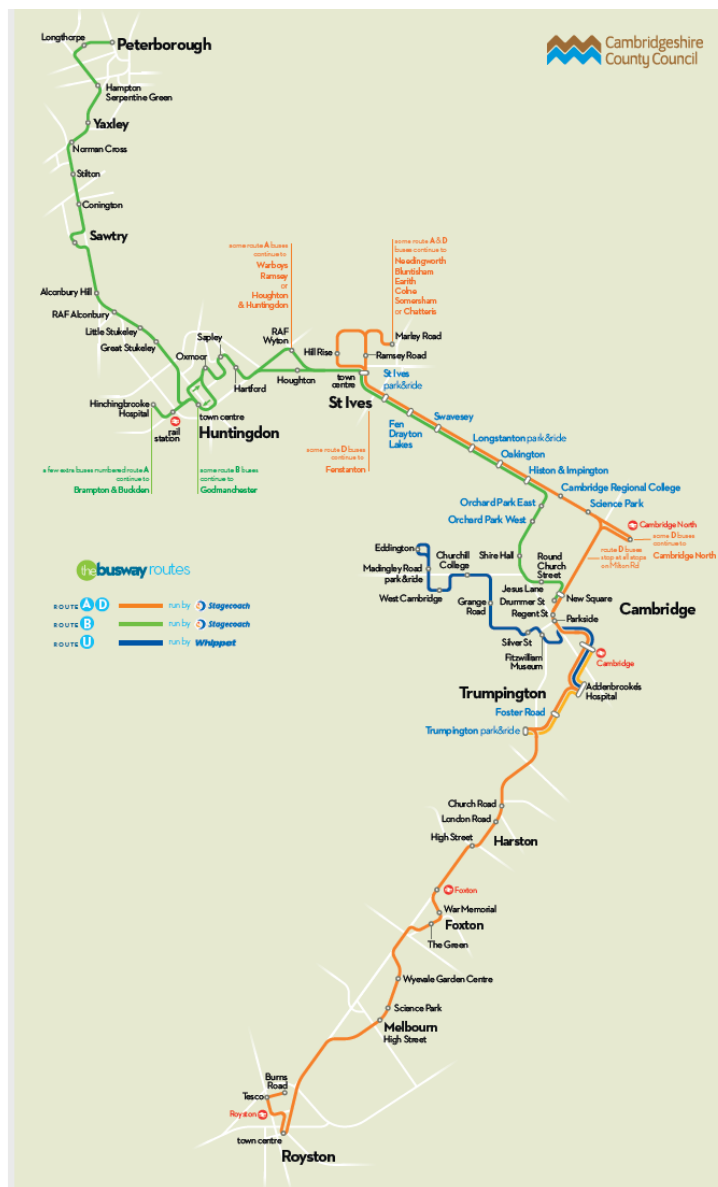 Longthorpe
Peterborough
Cambridgeshire
County Council
Hampton
Serpentine Green
Yaxley
Norman Cross
Stilton
Conington
Sawtry
some route A buses
continue to
Warboys
Ramsey
or
Houghton
& Huntingdon
some route A & D
buses continue to
Needingworth
Bluntisham
Earith
Colne
Somersham
or Chatteris
Alconbury Hill
RAF Alconbury
Little Stukeley
Great Stukeley
Sapley
Oxmoor
RAF
Wyton
Hill Rise
Marley Road
Ramsey Road
Hartford
Houghton
town
centre
St Ives
St Ives
park&ride
Hinchingbrooke
Hospital
rail
station
town centre
Huntingdon
Fen
Drayton
Lakes
Swavesey
Longstanton park&ride
Oakington
Histon & Impington
Cambridge Regional College
Science Park
some route D buses
continue to
Fenstanton
a few extra buses numbered route A
continue to
Brampton & Buckden
some route B buses
continue to
Godmanchester
Orchard Park East
Orchard Park West
Cambridge North
some D buses
continue to
Cambridge North
route D buses
stop at all stops
on Milton Rd
Eddington
Madingley Road
park&ride
Churchill
College
Shire Hall
Round
Church
Street
West Cambridge
Grange
Road
Jesus Lane
Drummer St
Regent St
New Square
Parkside
Cambridge
Silver St
Fitzwilliam
Museum
Cambridge
the busway routes
ROUTE A D run by Stagecoach
ROUTE B run by Stagecoach
ROUTE U run by Whippet
Trumpington
Addenbrooke's
Hospital
Foster Road
Trumpington park&ride
Church Road
London Road
High Street
Harston
Foxton
War Memorial
Foxton
The Green
Wyevale Garden Centre
Science Park
Melbourn
High Street
Burns
Road
Tesco
Royston
town centre
Royston